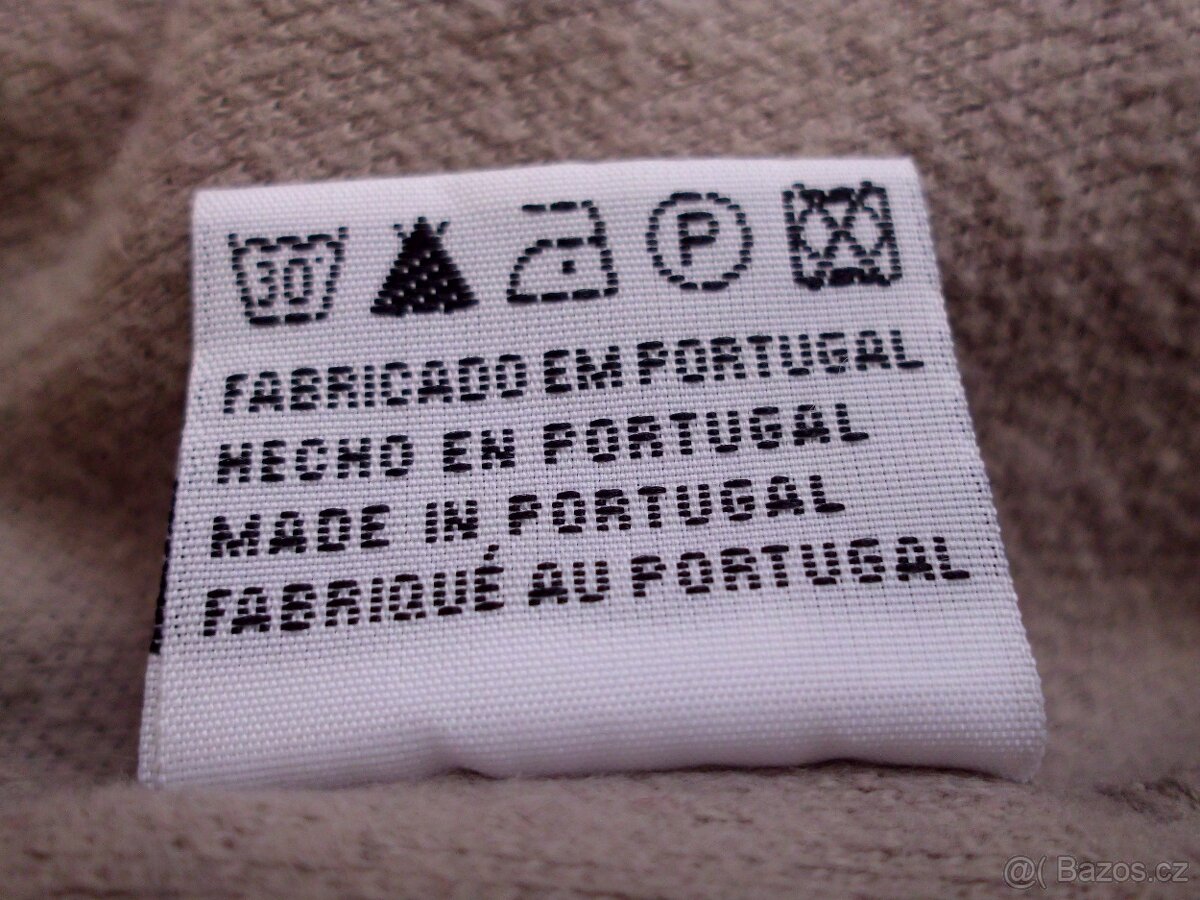 30°
P
FABRICADO EM PORTUGAL
HECHO EN PORTUGAL
MADE IN PORTUGAL
FABRIQUÉ AU PORTUGAL
@( Bazos.cz